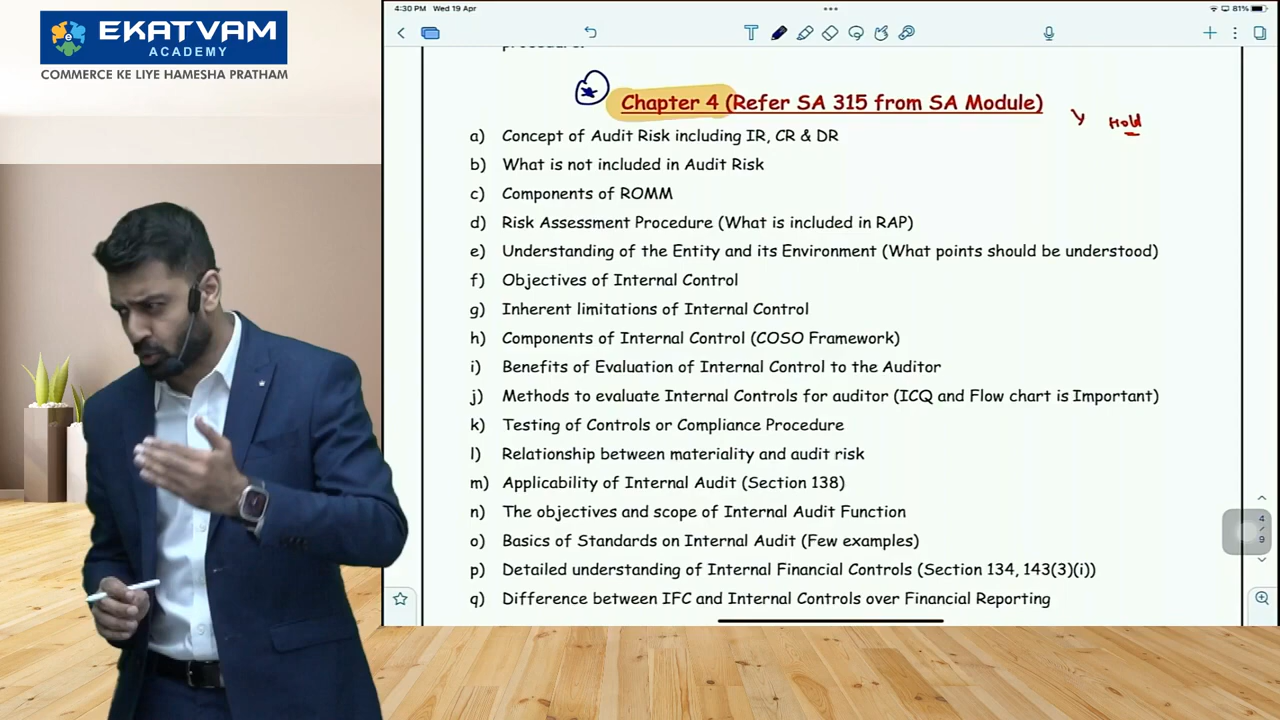 EKATVAM
ACADEMY
COMMERCE KE LIYE HAMESHA PRATHAM
4:30 PM Wed 19 Apr
81%
procedure.
Chapter 4 (Refer SA 315 from SA Module)
Hold
a) Concept of Audit Risk including IR, CR & DR
b) What is not included in Audit Risk
c) Components of ROMM
d) Risk Assessment Procedure (What is included in RAP)
e) Understanding of the Entity and its Environment (What points should be understood)
f) Objectives of Internal Control
g) Inherent limitations of Internal Control
h) Components of Internal Control (COSO Framework)
i) Benefits of Evaluation of Internal Control to the Auditor
j) Methods to evaluate Internal Controls for auditor (ICQ and Flow chart is Important)
k) Testing of Controls or Compliance Procedure
l) Relationship between materiality and audit risk
m) Applicability of Internal Audit (Section 138)
n) The objectives and scope of Internal Audit Function
o) Basics of Standards on Internal Audit (Few examples)
p) Detailed understanding of Internal Financial Controls (Section 134, 143(3)(i))
q) Difference between IFC and Internal Controls over Financial Reporting
4
/
9